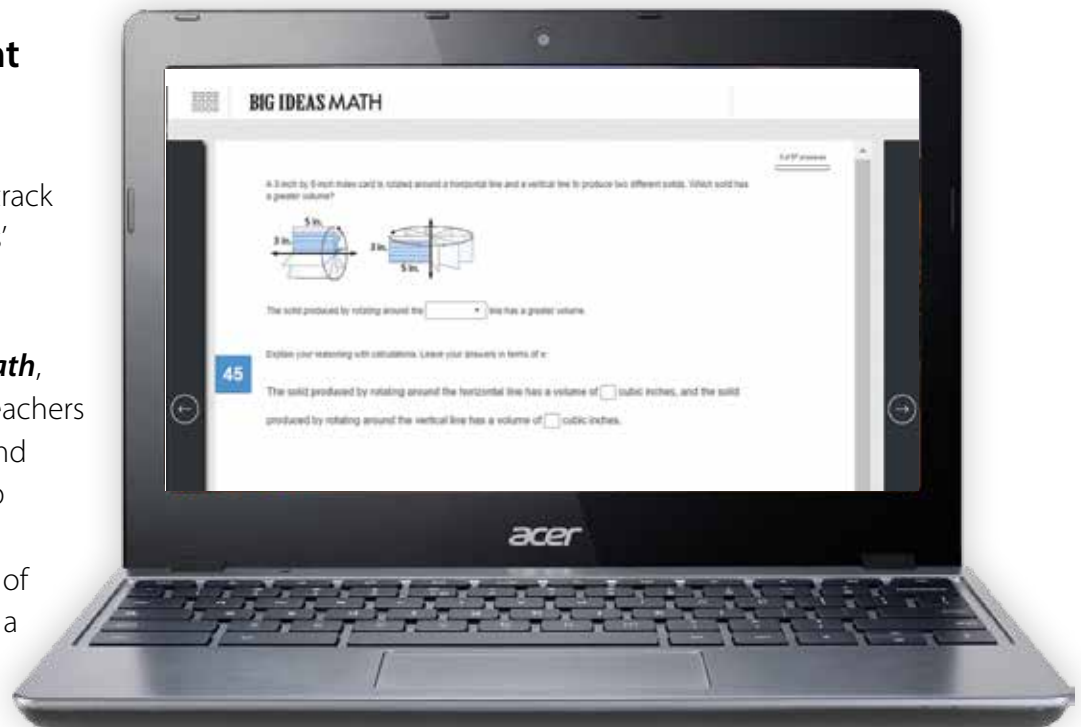 nt
rack
s’
ath,
eachers
nd
o
of
a
BIG IDEAS MATH
A 3-inch by 5-inch index card is rotated around a horizontal line and a vertical line to produce two different solids. Which solid has
a greater volume?
5 in.
3 in.
3 in.
5 in.
The solid produced by rotating around the line has a greater volume.
45
Explain your reasoning with calculations. Leave your answers in terms of π.
The solid produced by rotating around the horizontal line has a volume of cubic inches, and the solid
produced by rotating around the vertical line has a volume of cubic inches.
acer